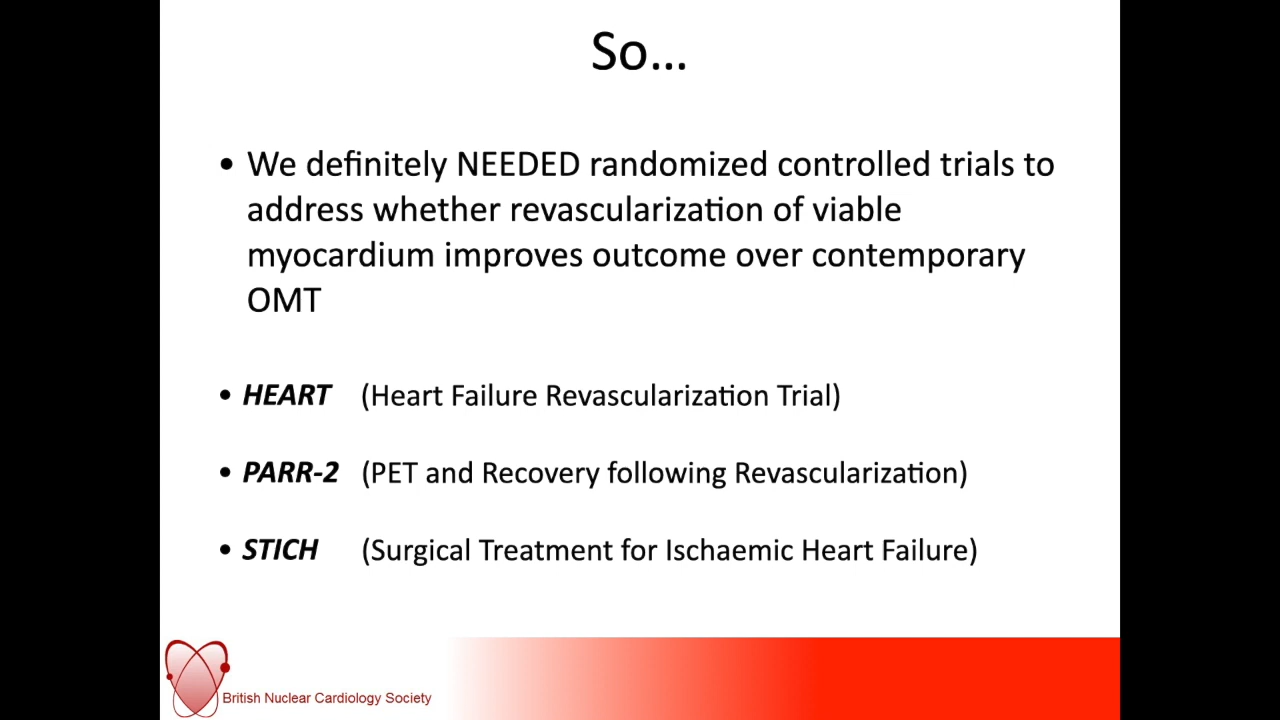 So...
• We definitely NEEDED randomized controlled trials to
address whether revascularization of viable
myocardium improves outcome over contemporary
OMT
• HEART (Heart Failure Revascularization Trial)
• PARR-2 (PET and Recovery following Revascularization)
• STICH (Surgical Treatment for Ischaemic Heart Failure)
British Nuclear Cardiology Society